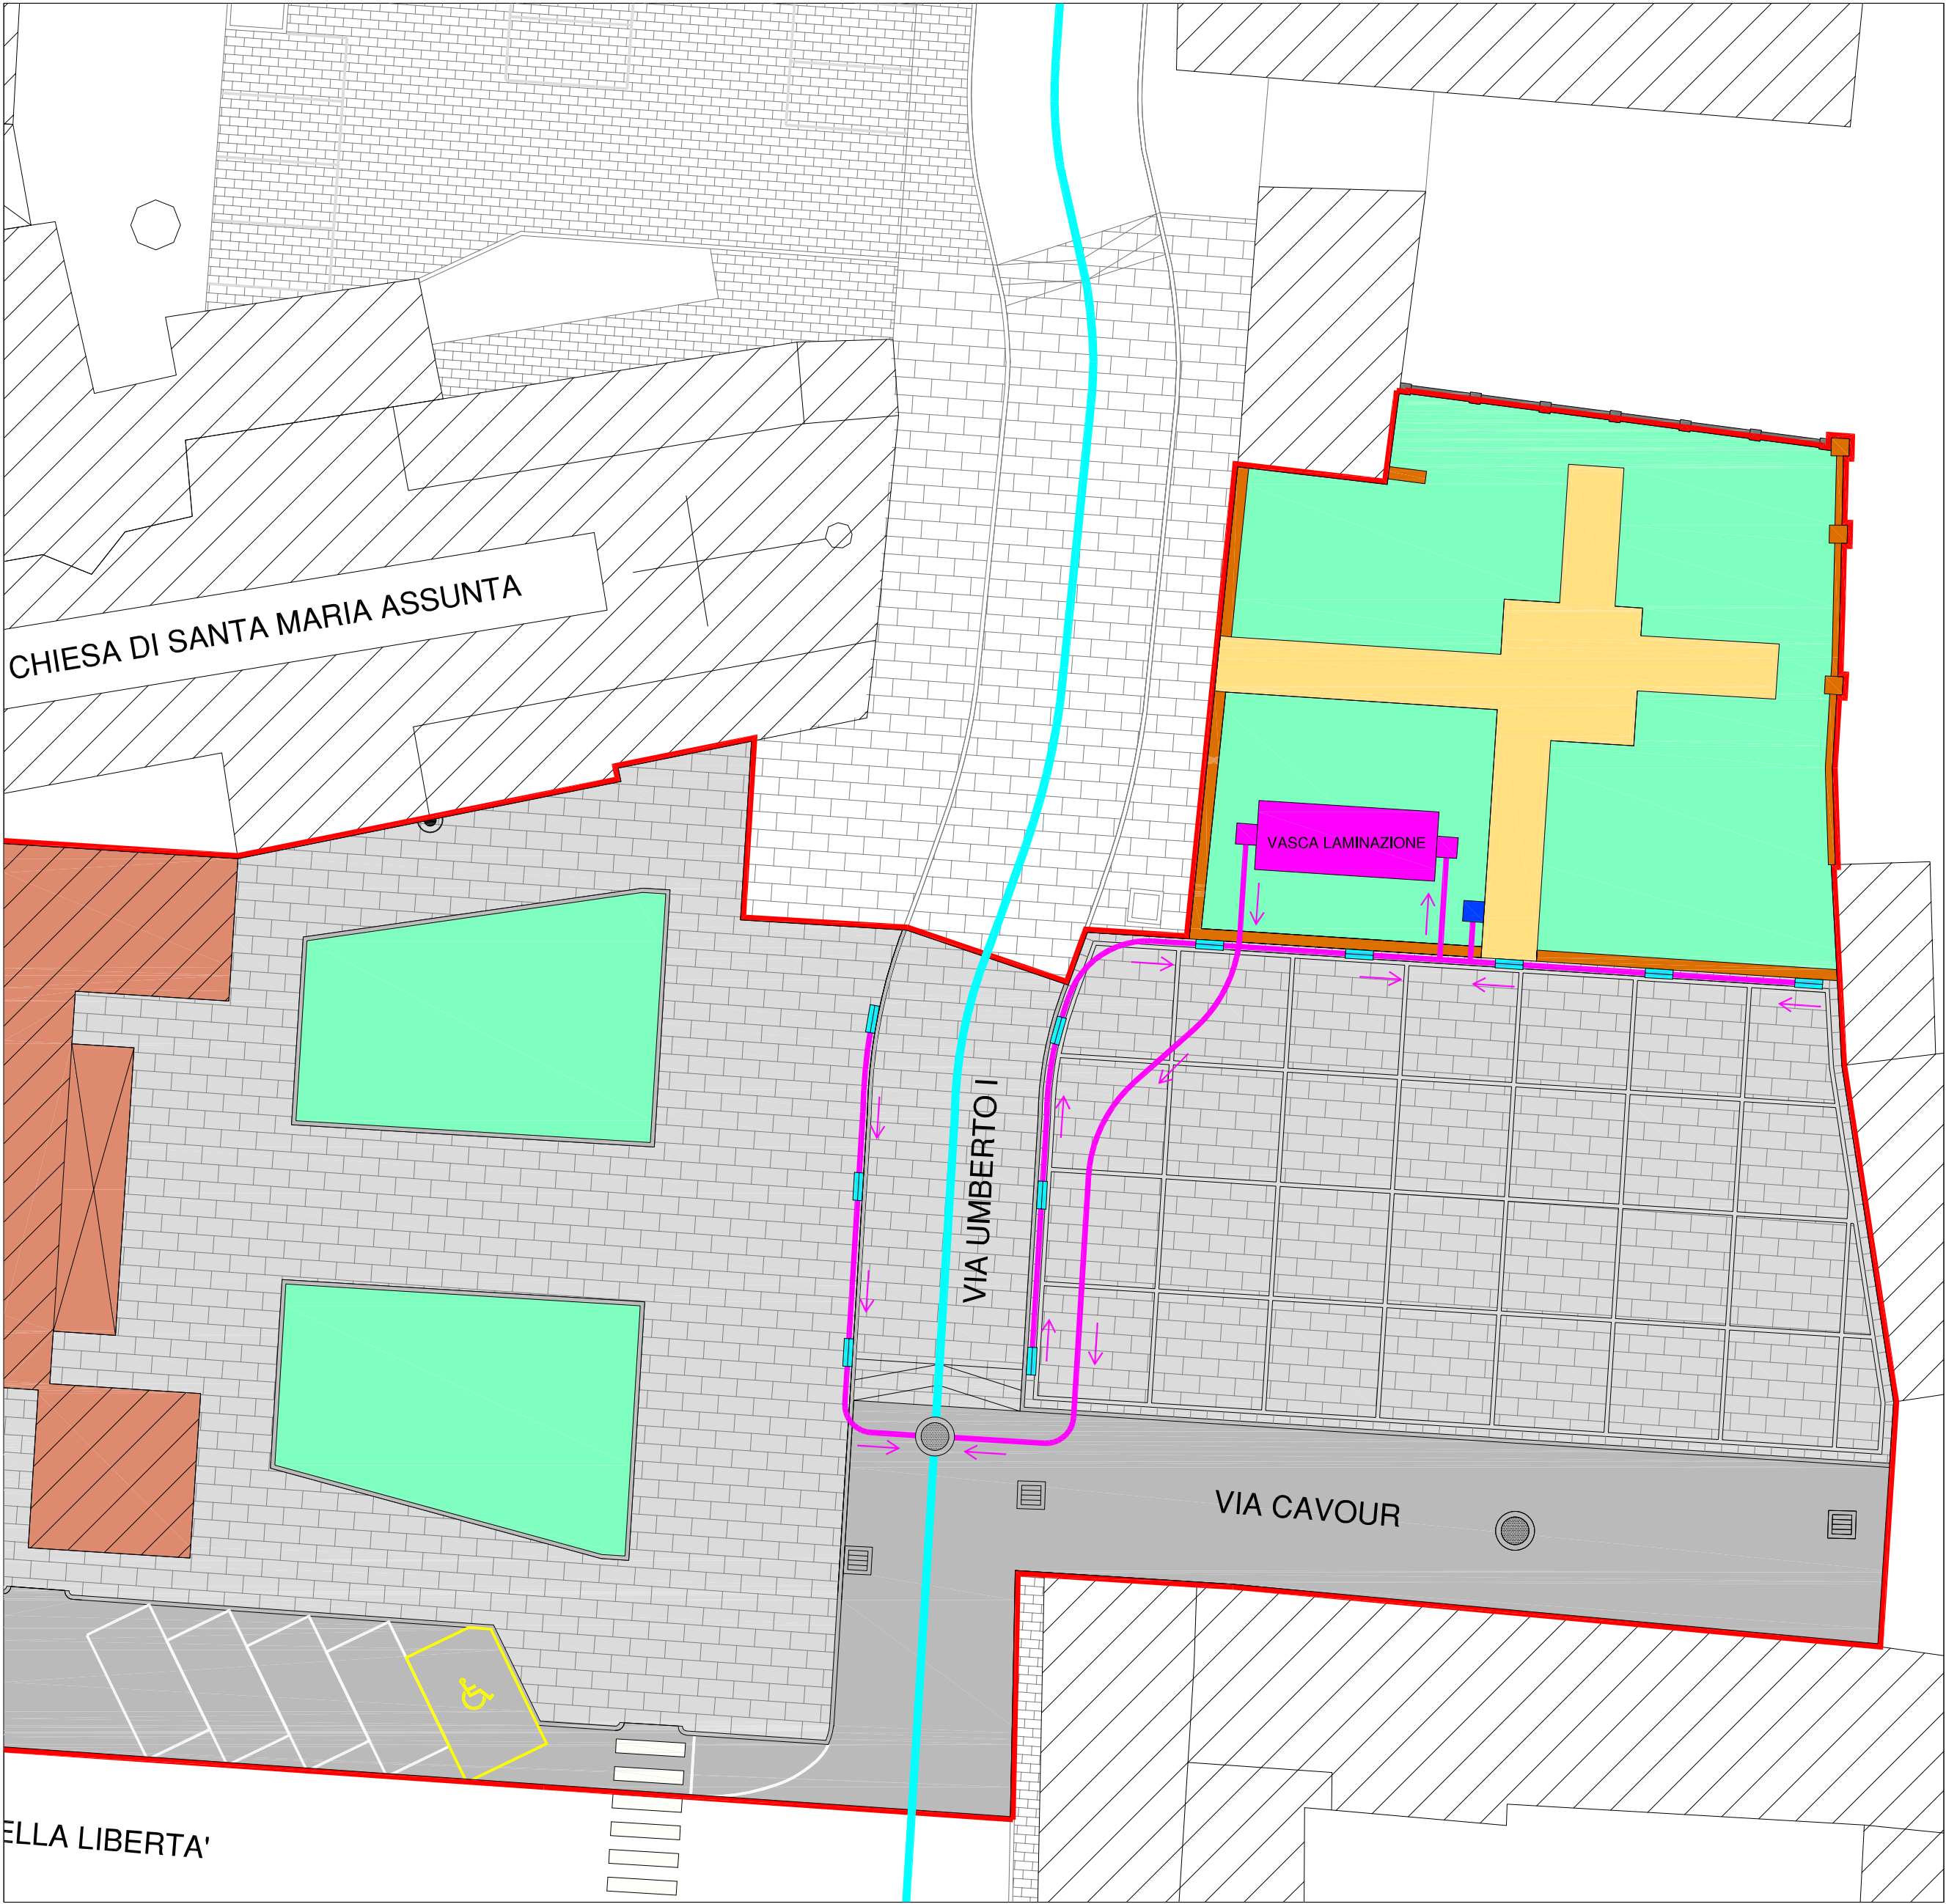 CHIESA DI SANTA MARIA ASSUNTA
VASCA LAMINAZIONE
VIA UMBERTO I
VIA CAVOUR
ELLA LIBERTA'